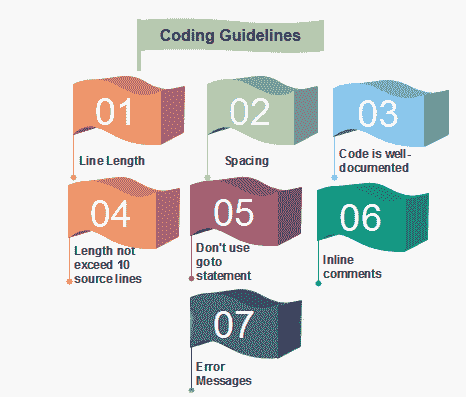 Coding Guidelines
01
Line Length
02
Spacing
03
Code is well-
documented
04
Length not
exceed 10
source lines
05
Don't use
goto
statement
06
Inline
comments
07
Error
Messages